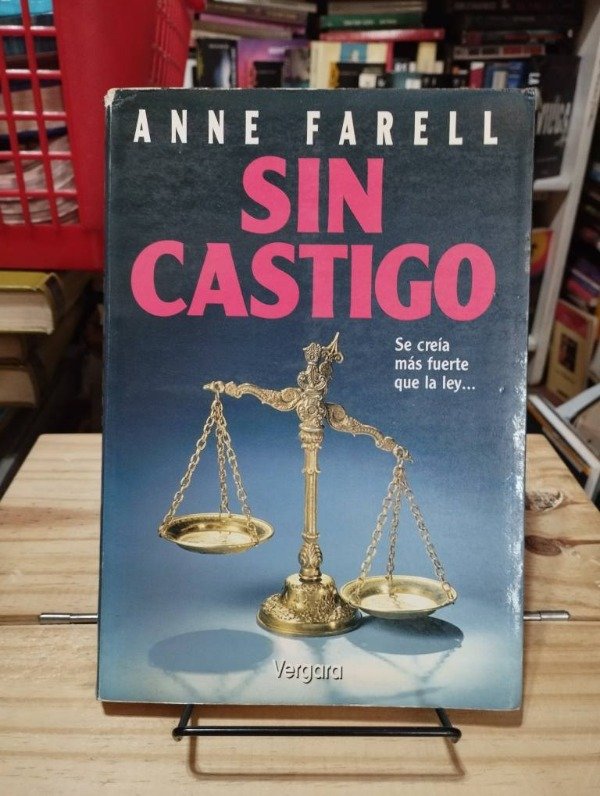 ANNE FARELL
SIN
CASTIGO
Se creía
más fuerte
que la ley...
Vergara